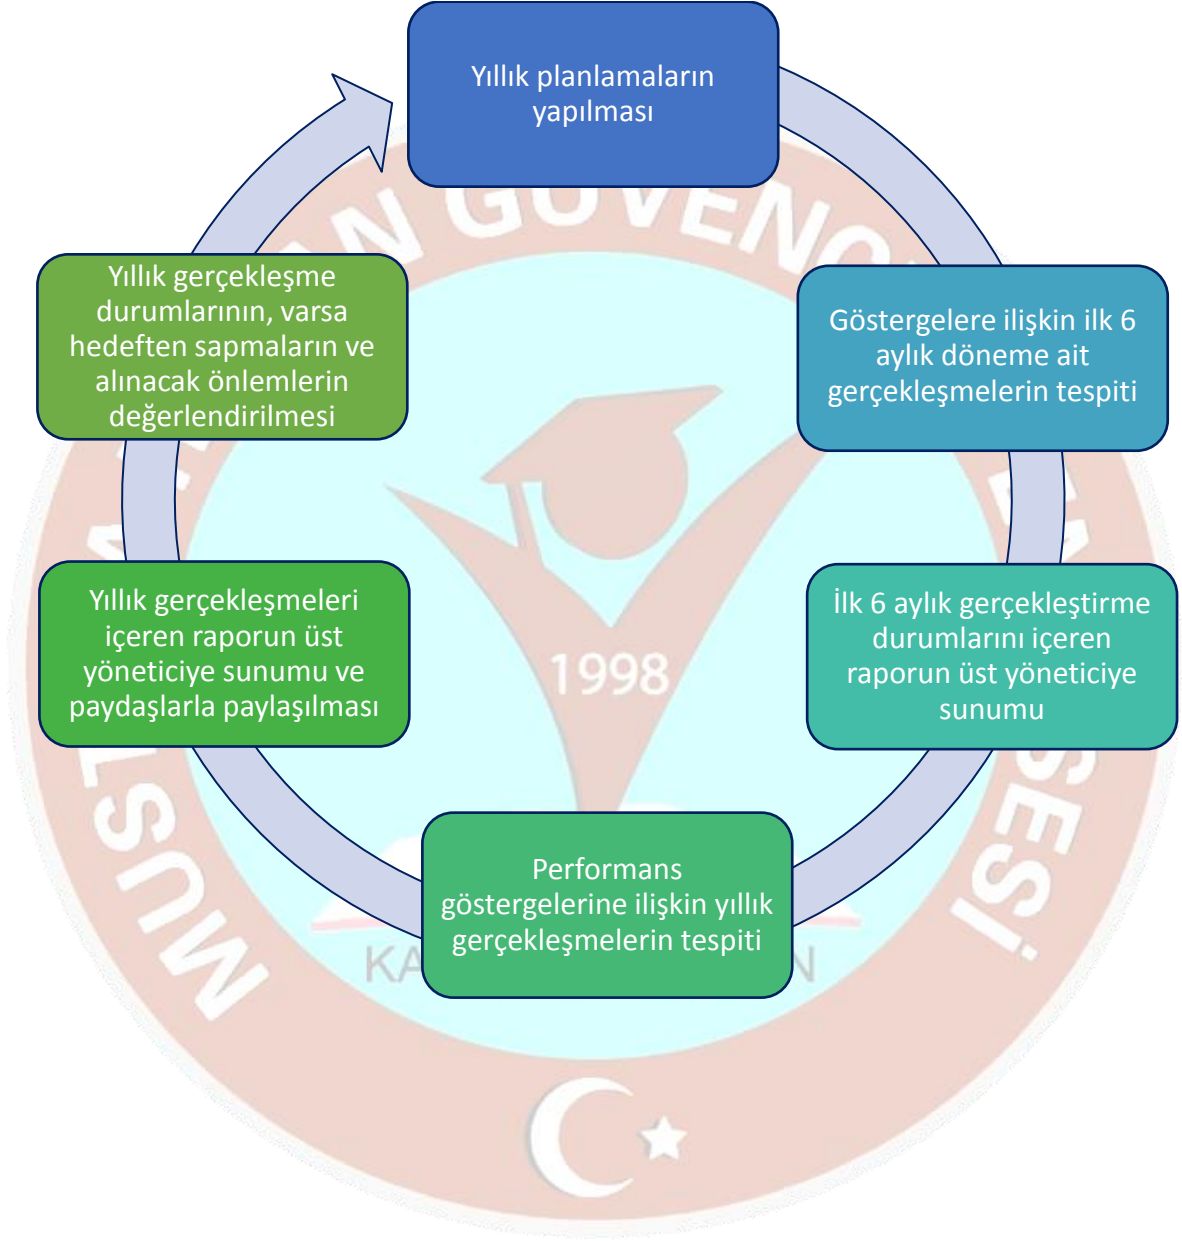 Yıllık planlamaların
yapılması
Göstergelere ilişkin ilk 6
aylık döneme ait
gerçekleşmelerin tespiti
İlk 6 aylık gerçekleştirme
durumlarını içeren
raporun üst yöneticiye
sunumu
Performans
göstergelerine ilişkin yıllık
gerçekleşmelerin tespiti
Yıllık gerçekleşmeleri
içeren raporun üst
yöneticiye sunumu ve
paydaşlarla paylaşılması
Yıllık gerçekleşme
durumlarının, varsa
hedeften sapmaların ve
alınacak önlemlerin
değerlendirilmesi
1998